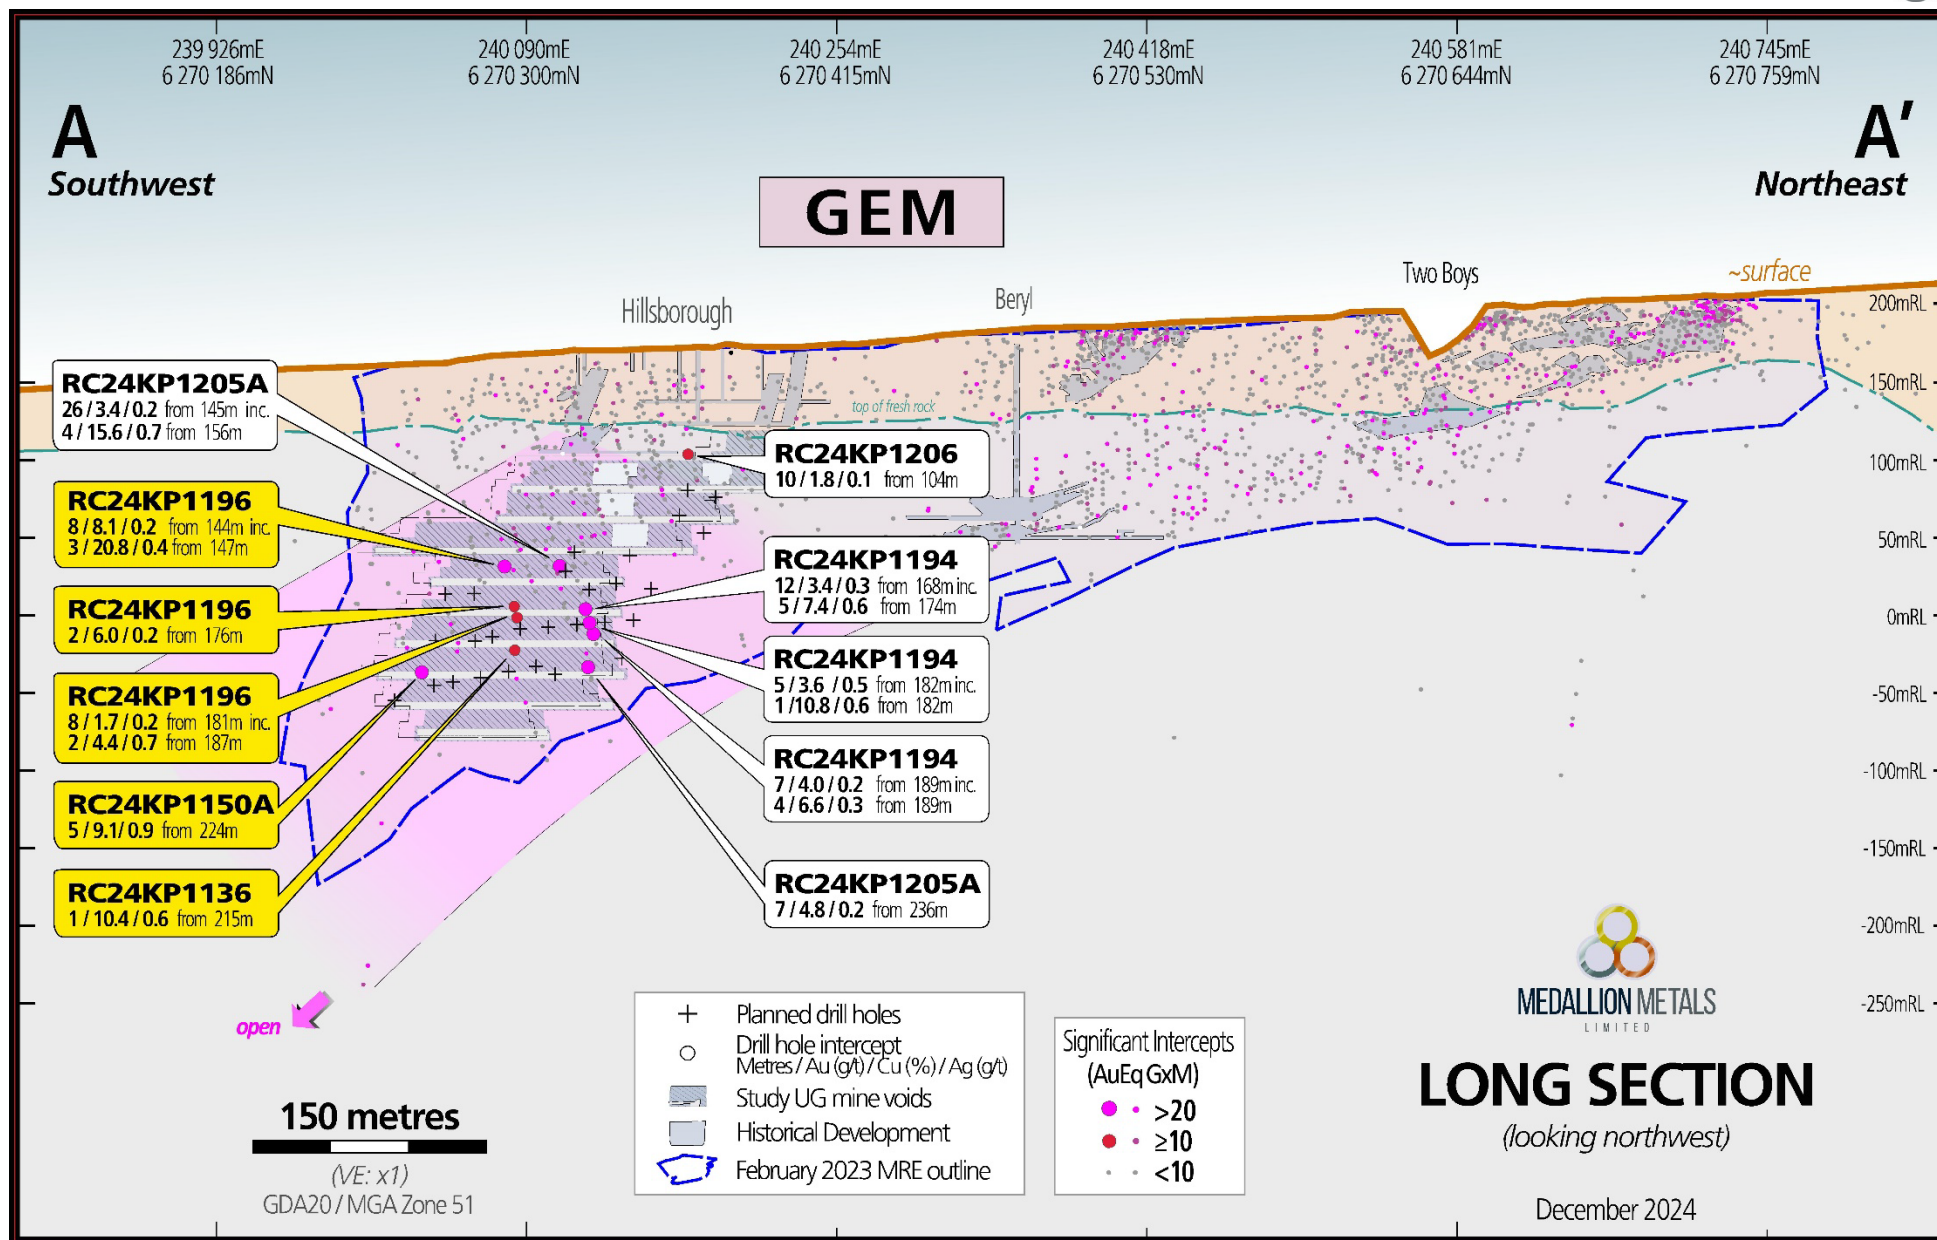 239 926mE
6 270 186mN
240 090mE
6 270 300mN
240 254mE
6 270 415mN
240 418mE
6 270 530mN
240 581mE
6 270 644mN
240 745mE
6 270 759mN
A
Southwest
A′
Northeast
GEM
Hillsborough
Beryl
Two Boys
~surface
top of fresh rock
200mRL
150mRL
100mRL
50mRL
0mRL
-50mRL
-100mRL
-150mRL
-200mRL
-250mRL
RC24KP1205A
26 / 3.4 / 0.2 from 145m inc.
4 / 15.6 / 0.7 from 156m
RC24KP1196
8 / 8.1 / 0.2 from 144m inc.
3 / 20.8 / 0.4 from 147m
RC24KP1196
2 / 6.0 / 0.2 from 176m
RC24KP1196
8 / 1.7 / 0.2 from 181m inc.
2 / 4.4 / 0.7 from 187m
RC24KP1150A
5 / 9.1 / 0.9 from 224m
RC24KP1136
1 / 10.4 / 0.6 from 215m
RC24KP1206
10 / 1.8 / 0.1 from 104m
RC24KP1194
12 / 3.4 / 0.3 from 168m inc.
5 / 7.4 / 0.6 from 174m
RC24KP1194
5 / 3.6 / 0.5 from 182m inc.
1 /10.8 / 0.6 from 182m
RC24KP1194
7 / 4.0 / 0.2 from 189m inc.
4 / 6.6 / 0.3 from 189m
RC24KP1205A
7 / 4.8 / 0.2 from 236m
open
150 metres
(VE: x1)
GDA20 / MGA Zone 51
Planned drill holes
Drill hole intercept
Metres / Au (g/t) / Cu (%) / Ag (g/t)
Study UG mine voids
Historical Development
February 2023 MRE outline
Significant Intercepts
(AuEq GxM)
>20
≥10
<10
MEDALLION METALS
LIMITED
LONG SECTION
(looking northwest)
December 2024